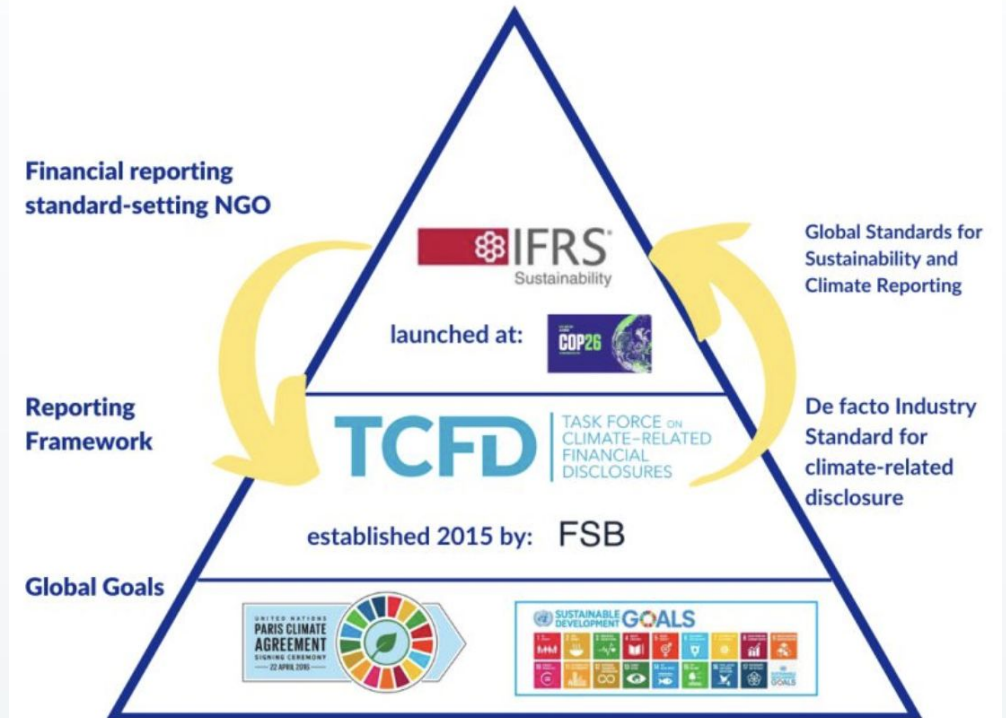 Financial reporting
standard-setting NGO
IFRS
Sustainability
Global Standards for
Sustainability and
Climate Reporting
launched at:
COP26
Reporting
Framework
TCFD
TASK FORCE ON
CLIMATE-RELATED
FINANCIAL
DISCLOSURES
De facto Industry
Standard for
climate-related
disclosure
established 2015 by: FSB
Global Goals
UNITED NATIONS
PARIS CLIMATE
AGREEMENT
SIGNING CEREMONY
22 APRIL 2016
SUSTAINABLE
DEVELOPMENT GOALS